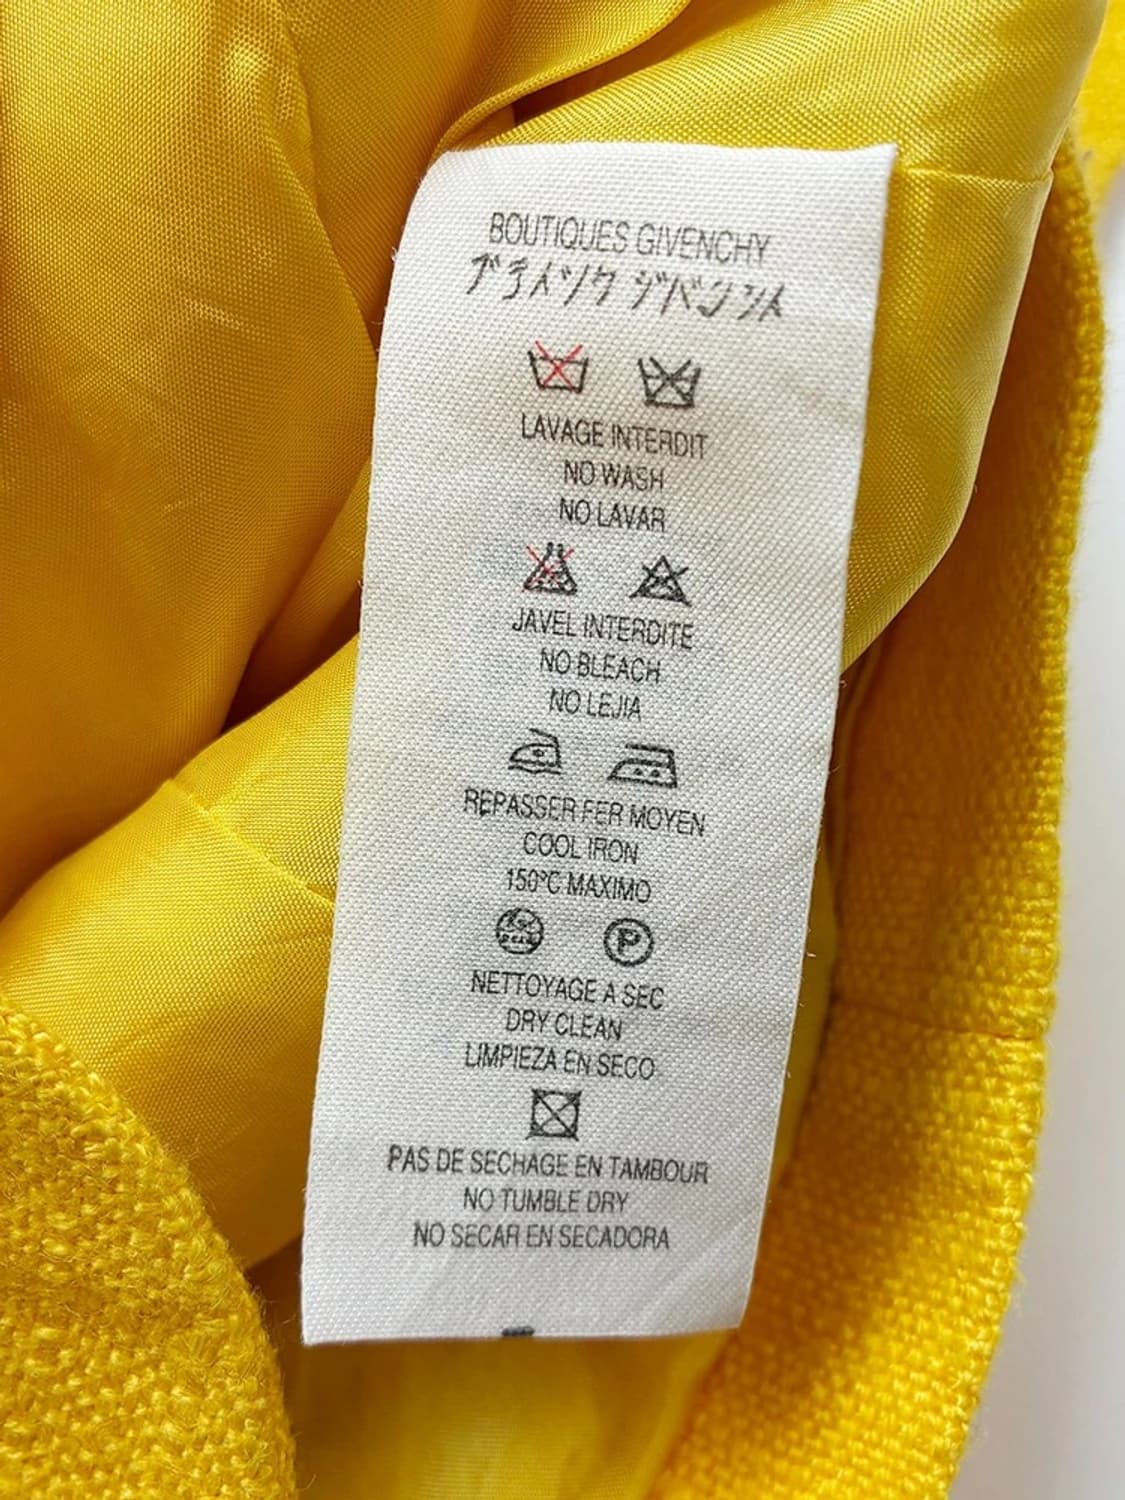 BOUTIQUES GIVENCHY
LAVAGE INTERDIT
NO WASH
NO LAVAR
JAVEL INTERDITE
NO BLEACH
NO LEJIA
REPASSER FER MOYEN
COOL IRON
150°C MAXIMO
P
NETTOYAGE A SEC
DRY CLEAN
LIMPIEZA EN SECO
PAS DE SECHAGE EN TAMBOUR
NO TUMBLE DRY
NO SECAR EN SECADORA